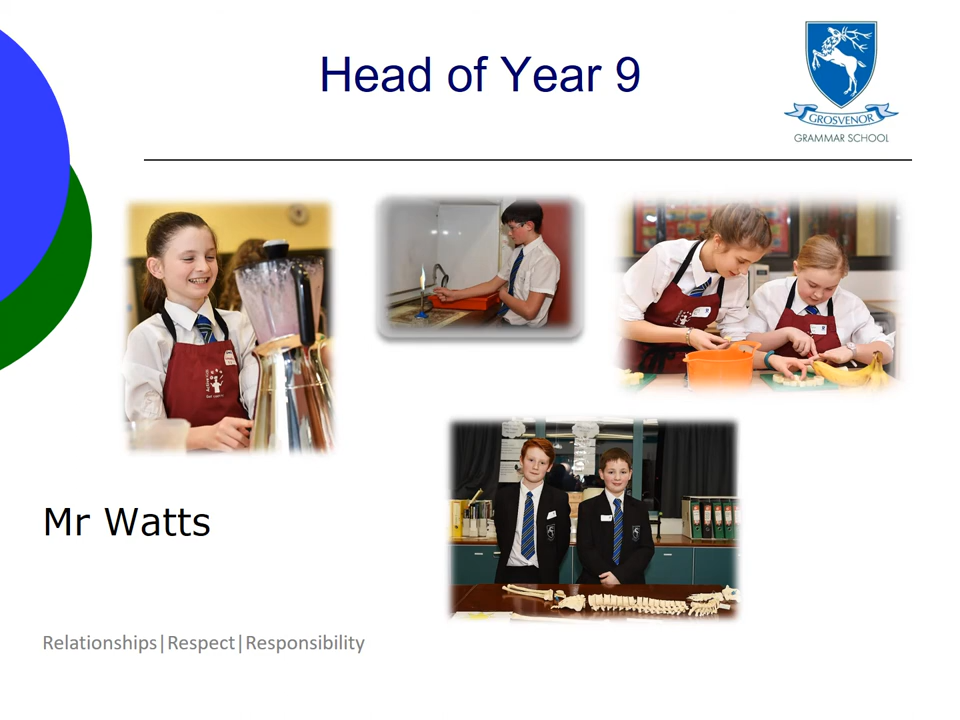 Head of Year 9
GROSVENOR
GRAMMAR SCHOOL
Mr Watts
Relationships|Respect|Responsibility